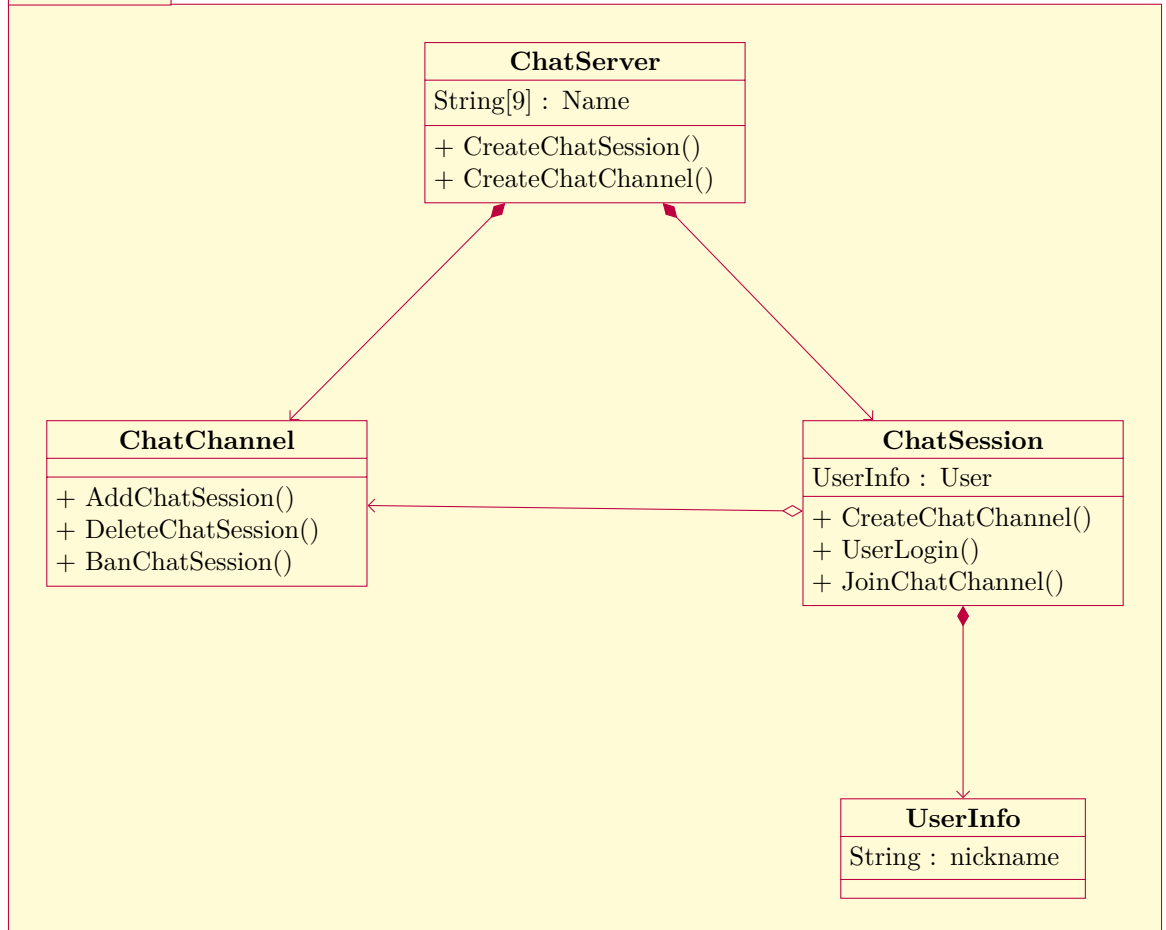 ChatServer
String[9] : Name
+ CreateChatSession()
+ CreateChatChannel()
ChatChannel
+ AddChatSession()
+ DeleteChatSession()
+ BanChatSession()
ChatSession
UserInfo : User
+ CreateChatChannel()
+ UserLogin()
+ JoinChatChannel()
UserInfo
String : nickname